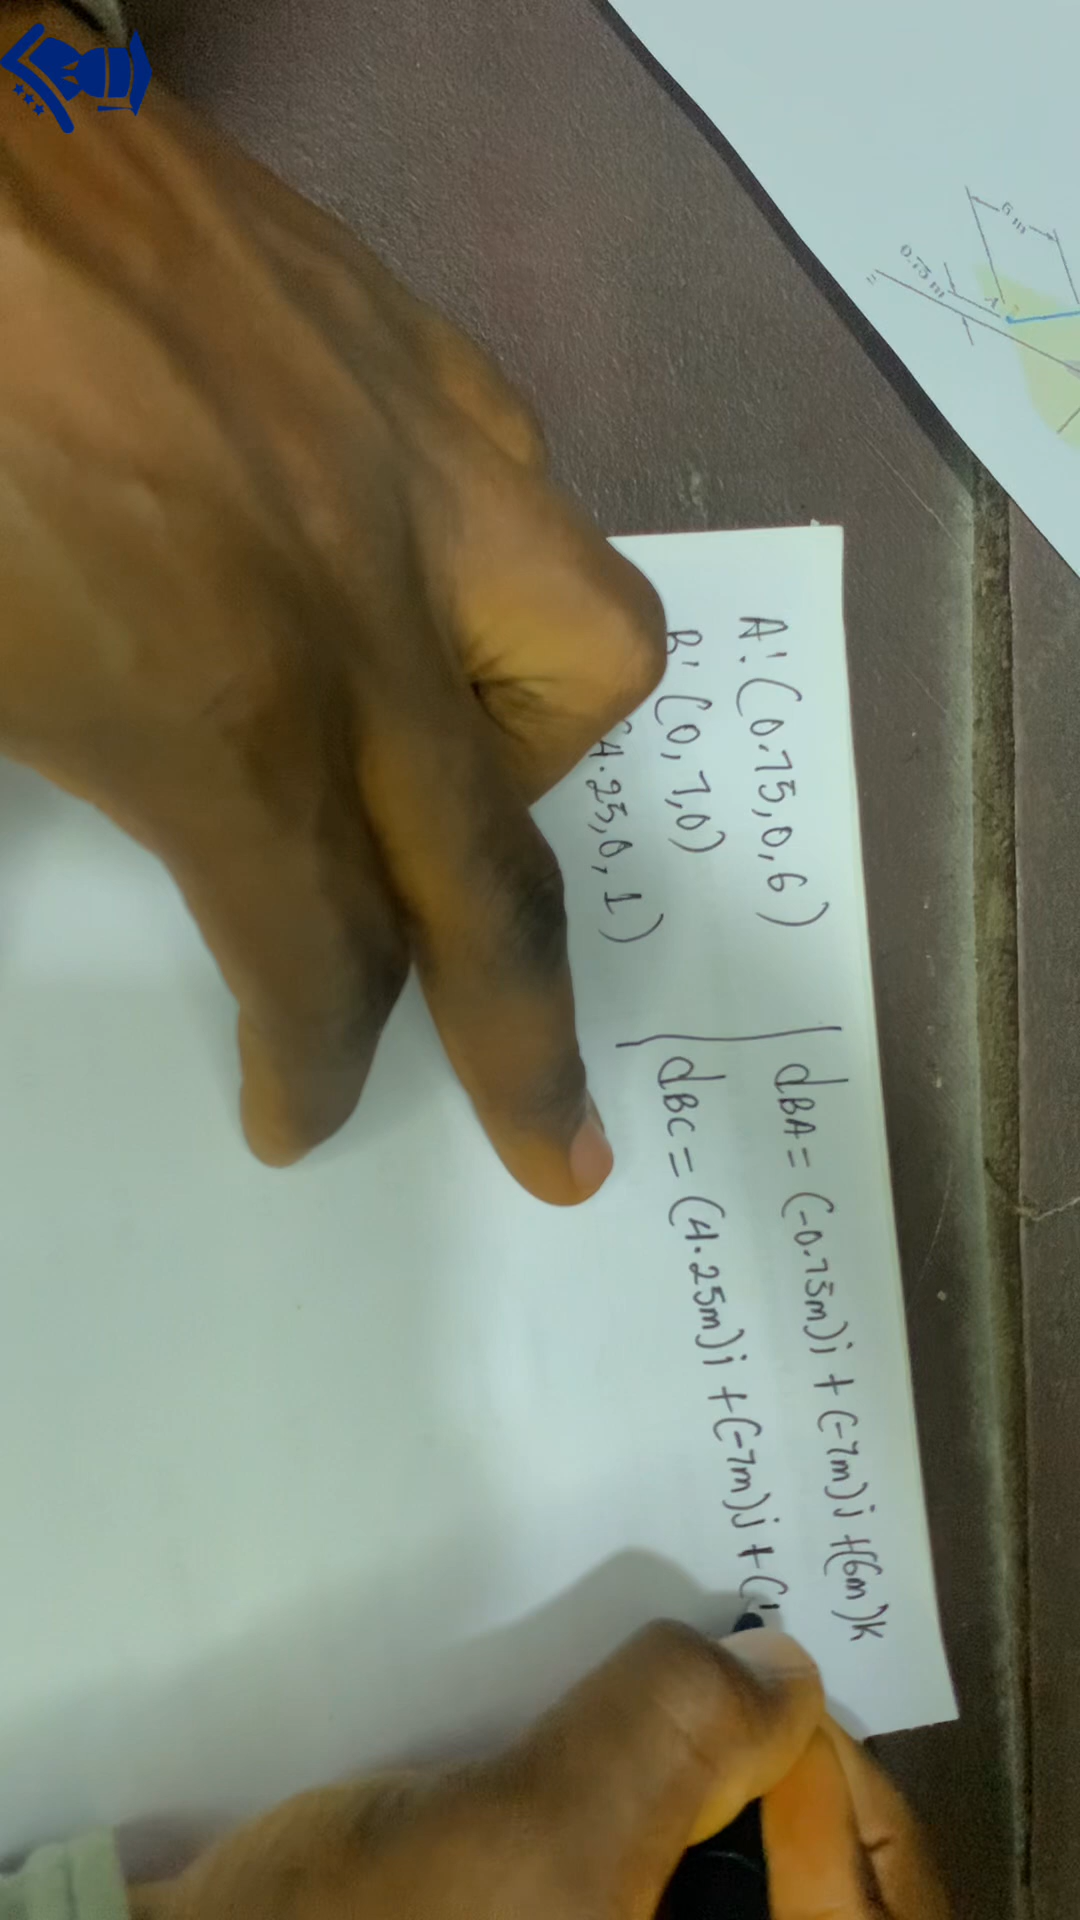 A: (0.75,0,6)
B: (0,7,0)
(4.25,0,1)
dBA= (-0.75m)i + (-7m)j +(6m)k
dBC = (4.25m)i +(-7m)j +(1
6 m
0.75 m
A